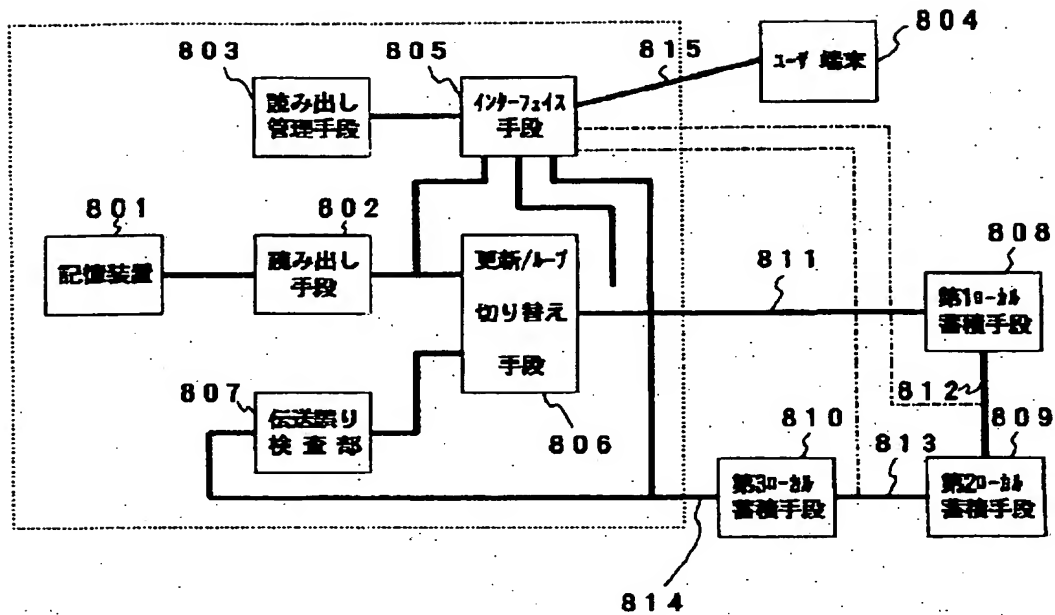 803
805
815
804
読み出し
管理手段
インターフェイス
手段
ユーザ 端末
801
802
808
記憶装置
読み出し
手段
更新/ループ
切り替え
手段
811
第1ローカル
蓄積手段
807
伝送誤り
検査部
806
810
812
813
809
第3ローカル
蓄積手段
第2ローカル
蓄積手段
814